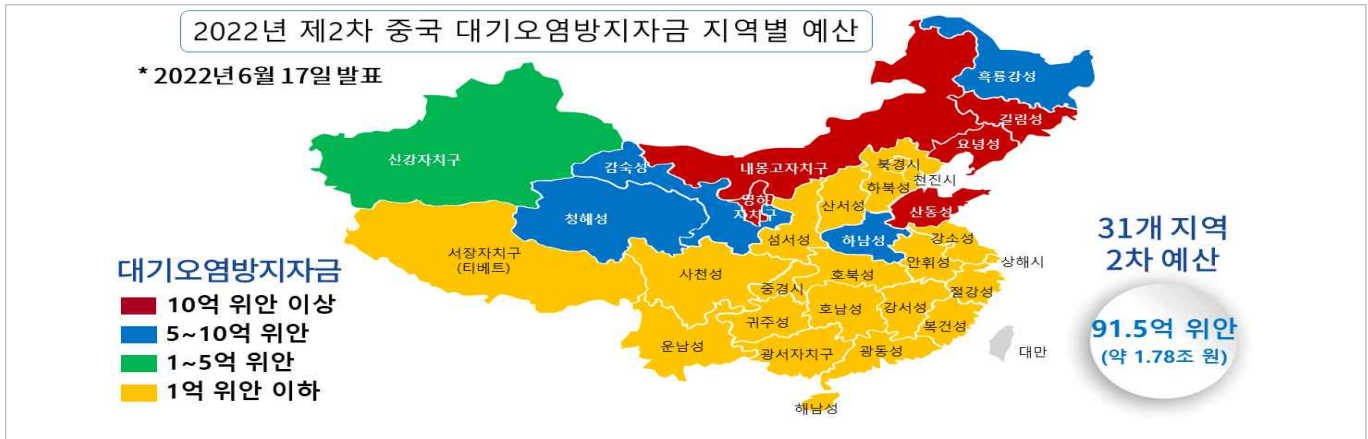 2022년 제2차 중국 대기오염방지자금 지역별 예산
* 2022년 6월 17일 발표
흑룡강성
길림성
요녕성
신강자치구
감숙성
내몽고자치구
북경시
천진시
하북성
영하
자치구
산서성
산동성
청해성
섬서성
하남성
강소성
서장자치구
(티베트)
사천성
호북성
안휘성
상해시
중경시
절강성
귀주성
호남성
강서성
복건성
운남성
광서자치구
광동성
대만
해남성
대기오염방지자금
10억 위안 이상
5~10억 위안
1~5억 위안
1억 위안 이하
31개 지역
2차 예산
91.5억 위안
(약 1.78조 원)